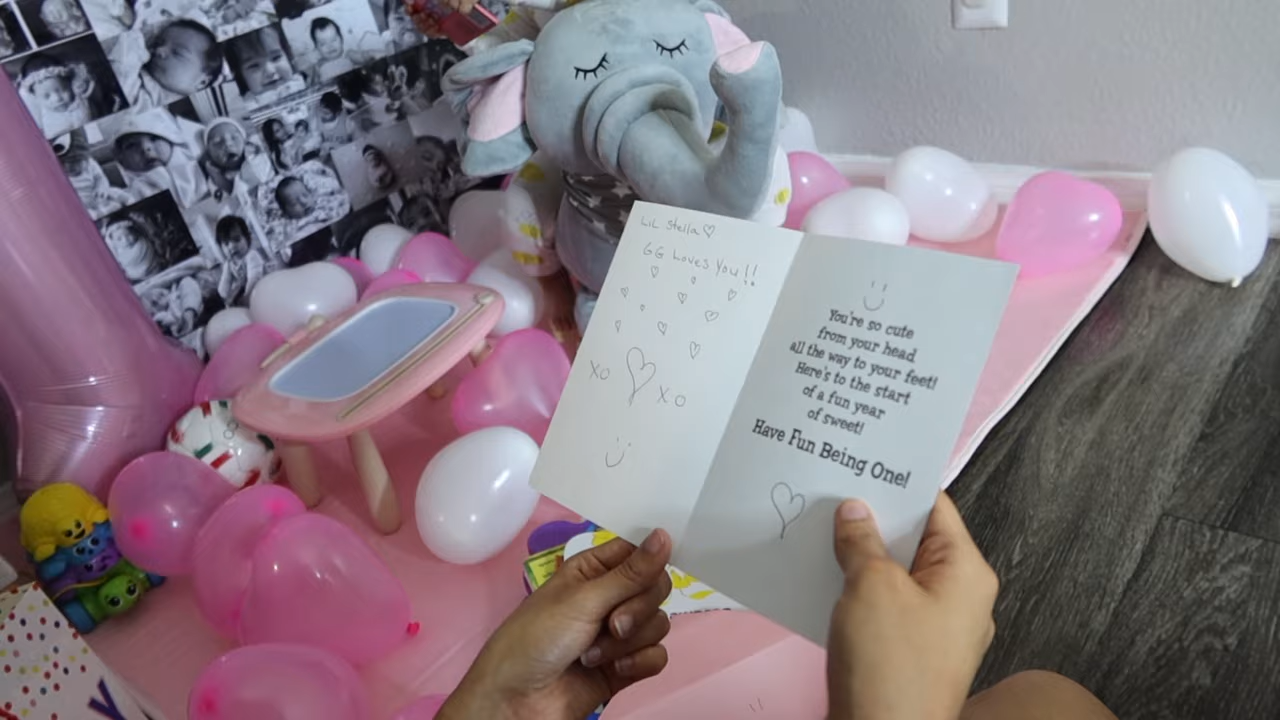 LiL Stella♡
GG Loves You!!
XO
XO
You're so cute
from your head
all the way to your feet!
Here's to the start
of a fun year
of sweet!
Have Fun Being One!